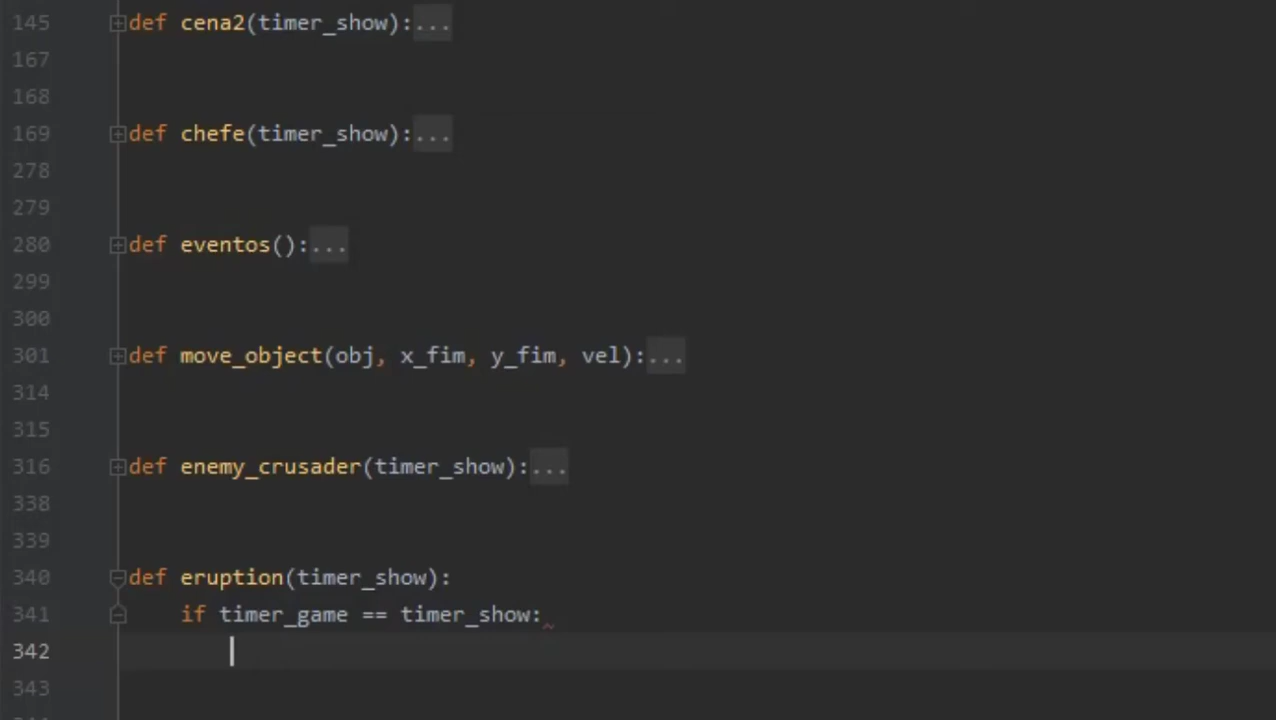 145 def cena2(timer_show):...
167
168
169 def chefe(timer_show):...
278
279
280 def eventos():...
299
300
301 def move_object(obj, x_fim, y_fim, vel):...
314
315
316 def enemy_crusader(timer_show):...
338
339
340 def eruption(timer_show):
341 if timer_game == timer_show:
342
343